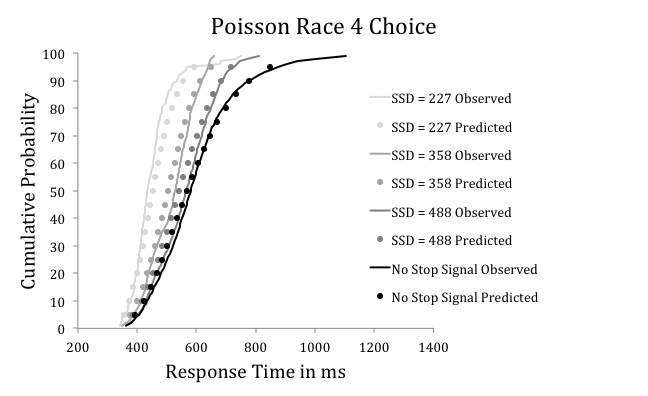 Poisson Race 4 Choice
Cumulative Probability
100
90
80
70
60
50
40
30
20
10
0
200
400
600
800
1000
1200
1400
Response Time in ms
SSD = 227 Observed
SSD = 227 Predicted
SSD = 358 Observed
SSD = 358 Predicted
SSD = 488 Observed
SSD = 488 Predicted
No Stop Signal Observed
No Stop Signal Predicted